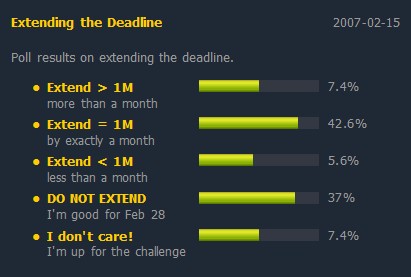 Extending the Deadline 2007-02-15
Poll results on extending the deadline.
Extend > 1M 7.4%
more than a month
Extend = 1M 42.6%
by exactly a month
Extend < 1M 5.6%
less than a month
DO NOT EXTEND 37%
I'm good for Feb 28
I don't care! 7.4%
I'm up for the challenge